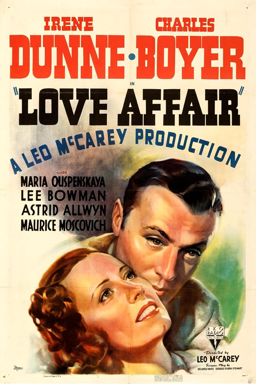 IRENE CHARLES
DUNNE · BOYER
IN
"LOVE AFFAIR"
A LEO McCAREY PRODUCTION
WITH
MARIA OUSPENSKAYA
LEE BOWMAN
ASTRID ALLWYN
MAURICE MOSCOVICH
Directed by
LEO McCAREY